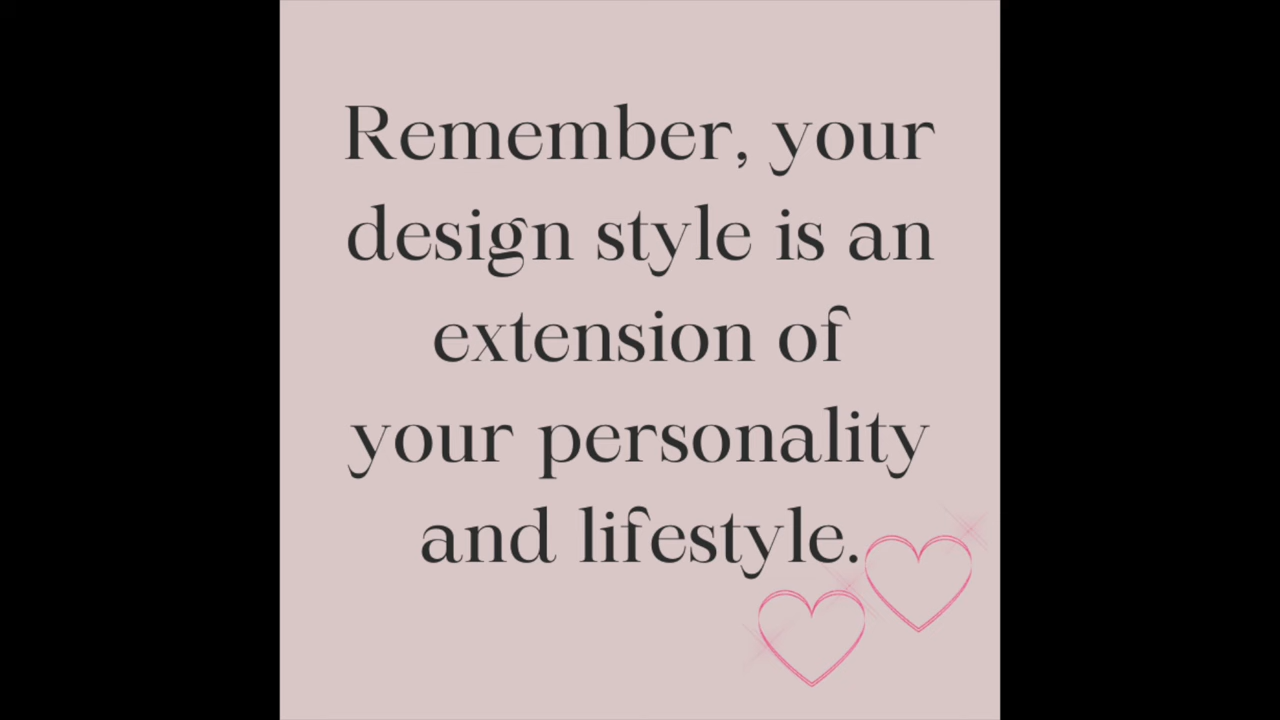 Remember, your
design style is an
extension of
your personality
and lifestyle.